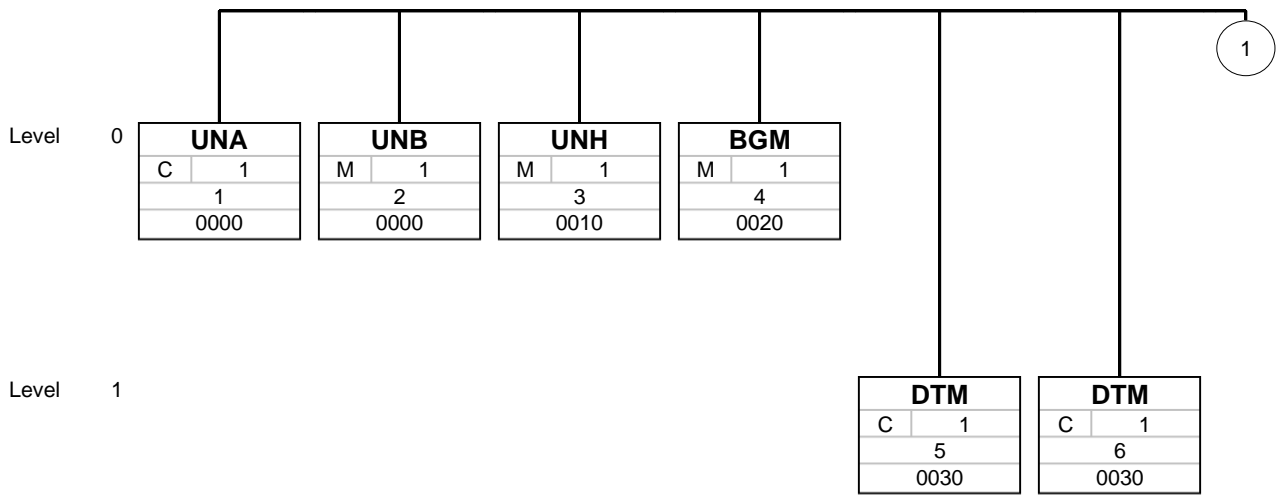 1
Level 0 UNA UNB UNH BGM
C 1 M 1 M 1 M 1
1 2 3 4
0000 0000 0010 0020
Level 1 DTM DTM
C 1 C 1
5 6
0030 0030